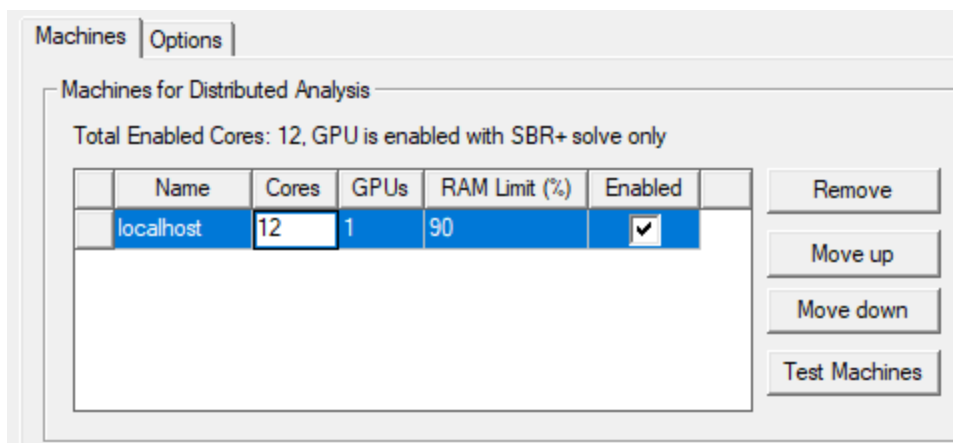 Machines Options
Machines for Distributed Analysis
Total Enabled Cores: 12, GPU is enabled with SBR+ solve only
Name Cores GPUs RAM Limit (%) Enabled
localhost 12 1 90
Remove
Move up
Move down
Test Machines